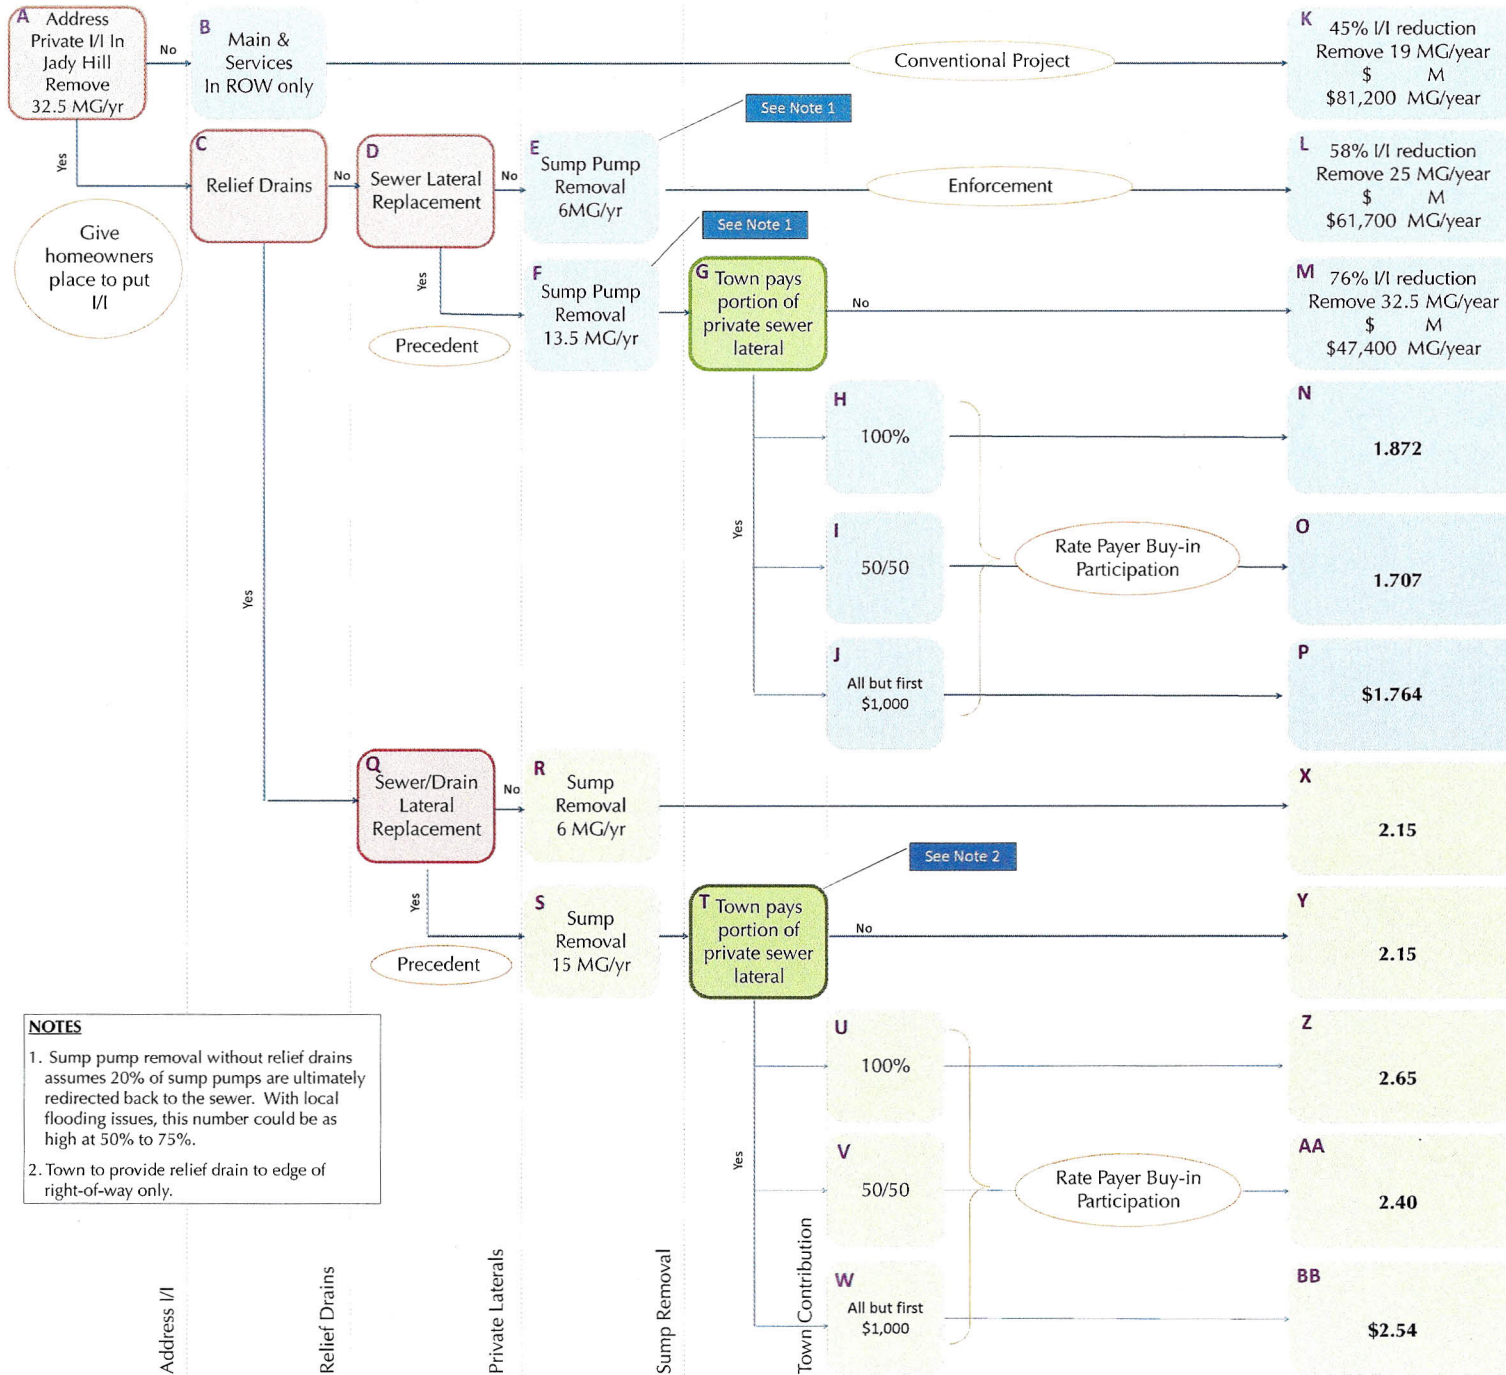 A
Address
Private I/I In
Jady Hill
Remove
32.5 MG/yr
No
B
Main &
Services
In ROW only
Conventional Project
K
45% I/I reduction
Remove 19 MG/year
$ M
$81,200 MG/year
See Note 1
Yes
C
Relief Drains
No
D
Sewer Lateral
Replacement
No
E
Sump Pump
Removal
6MG/yr
Enforcement
L
58% I/I reduction
Remove 25 MG/year
$ M
$61,700 MG/year
Give
homeowners
place to put
I/I
See Note 1
Yes
Precedent
F
Sump Pump
Removal
13.5 MG/yr
G
Town pays
portion of
private sewer
lateral
No
M
76% I/I reduction
Remove 32.5 MG/year
$ M
$47,400 MG/year
Yes
H
100%
N
1.872
I
50/50
Rate Payer Buy-in
Participation
O
1.707
J
All but first
$1,000
P
$1.764
Yes
Q
Sewer/Drain
Lateral
Replacement
No
R
Sump
Removal
6 MG/yr
X
2.15
See Note 2
Yes
Precedent
S
Sump
Removal
15 MG/yr
T
Town pays
portion of
private sewer
lateral
No
Y
2.15
Yes
U
100%
Z
2.65
V
50/50
Rate Payer Buy-in
Participation
AA
2.40
W
All but first
$1,000
BB
$2.54
NOTES
1. Sump pump removal without relief drains
assumes 20% of sump pumps are ultimately
redirected back to the sewer. With local
flooding issues, this number could be as
high at 50% to 75%.
2. Town to provide relief drain to edge of
right-of-way only.
Address I/I
Relief Drains
Private Laterals
Sump Removal
Town Contribution